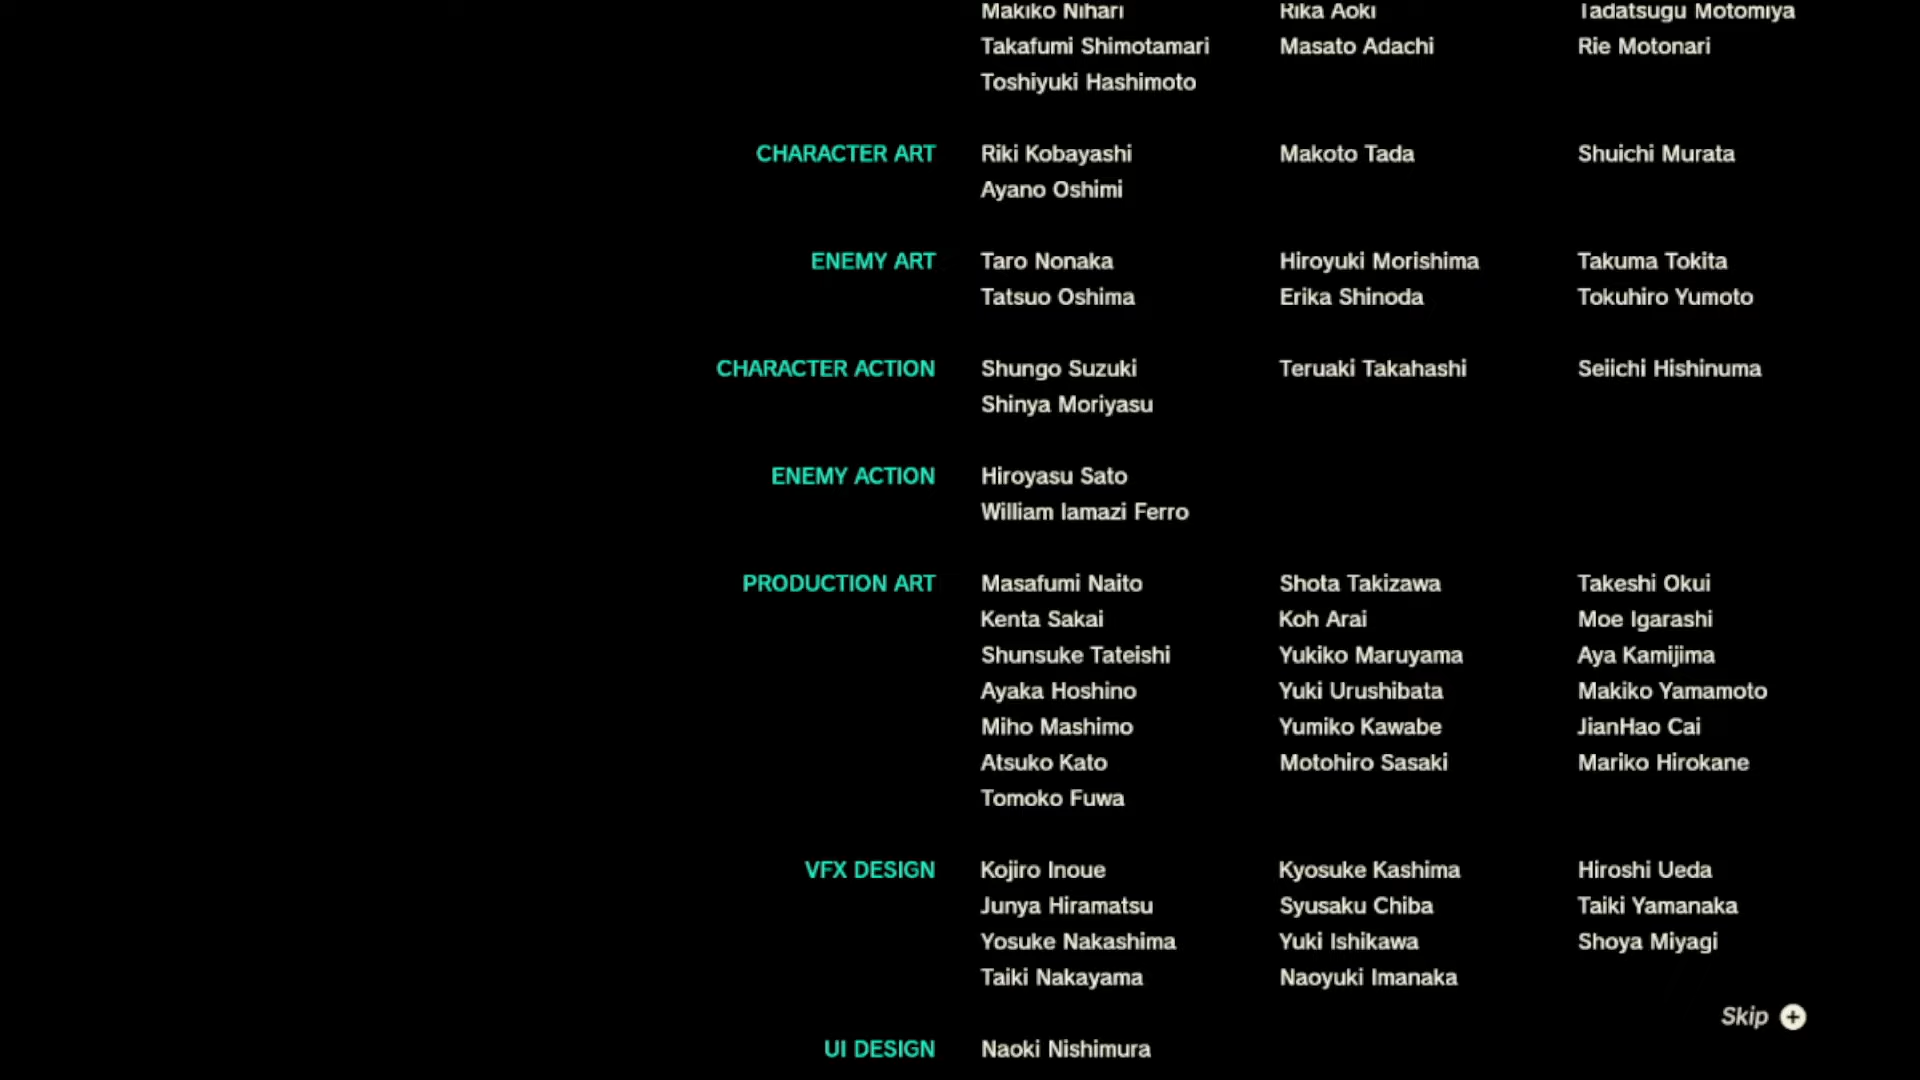 Makiko Nihari Rika Aoki Tadatsugu Motomiya
Takafumi Shimotamari Masato Adachi Rie Motonari
Toshiyuki Hashimoto
CHARACTER ART Riki Kobayashi Makoto Tada Shuichi Murata
Ayano Oshimi
ENEMY ART Taro Nonaka Hiroyuki Morishima Takuma Tokita
Tatsuo Oshima Erika Shinoda Tokuhiro Yumoto
CHARACTER ACTION Shungo Suzuki Teruaki Takahashi Seiichi Hishinuma
Shinya Moriyasu
ENEMY ACTION Hiroyasu Sato
William Iamazi Ferro
PRODUCTION ART Masafumi Naito Shota Takizawa Takeshi Okui
Kenta Sakai Koh Arai Moe Igarashi
Shunsuke Tateishi Yukiko Maruyama Aya Kamijima
Ayaka Hoshino Yuki Urushibata Makiko Yamamoto
Miho Mashimo Yumiko Kawabe JianHao Cai
Atsuko Kato Motohiro Sasaki Mariko Hirokane
Tomoko Fuwa
VFX DESIGN Kojiro Inoue Kyosuke Kashima Hiroshi Ueda
Junya Hiramatsu Syusaku Chiba Taiki Yamanaka
Yosuke Nakashima Yuki Ishikawa Shoya Miyagi
Taiki Nakayama Naoyuki Imanaka
Skip
UI DESIGN Naoki Nishimura